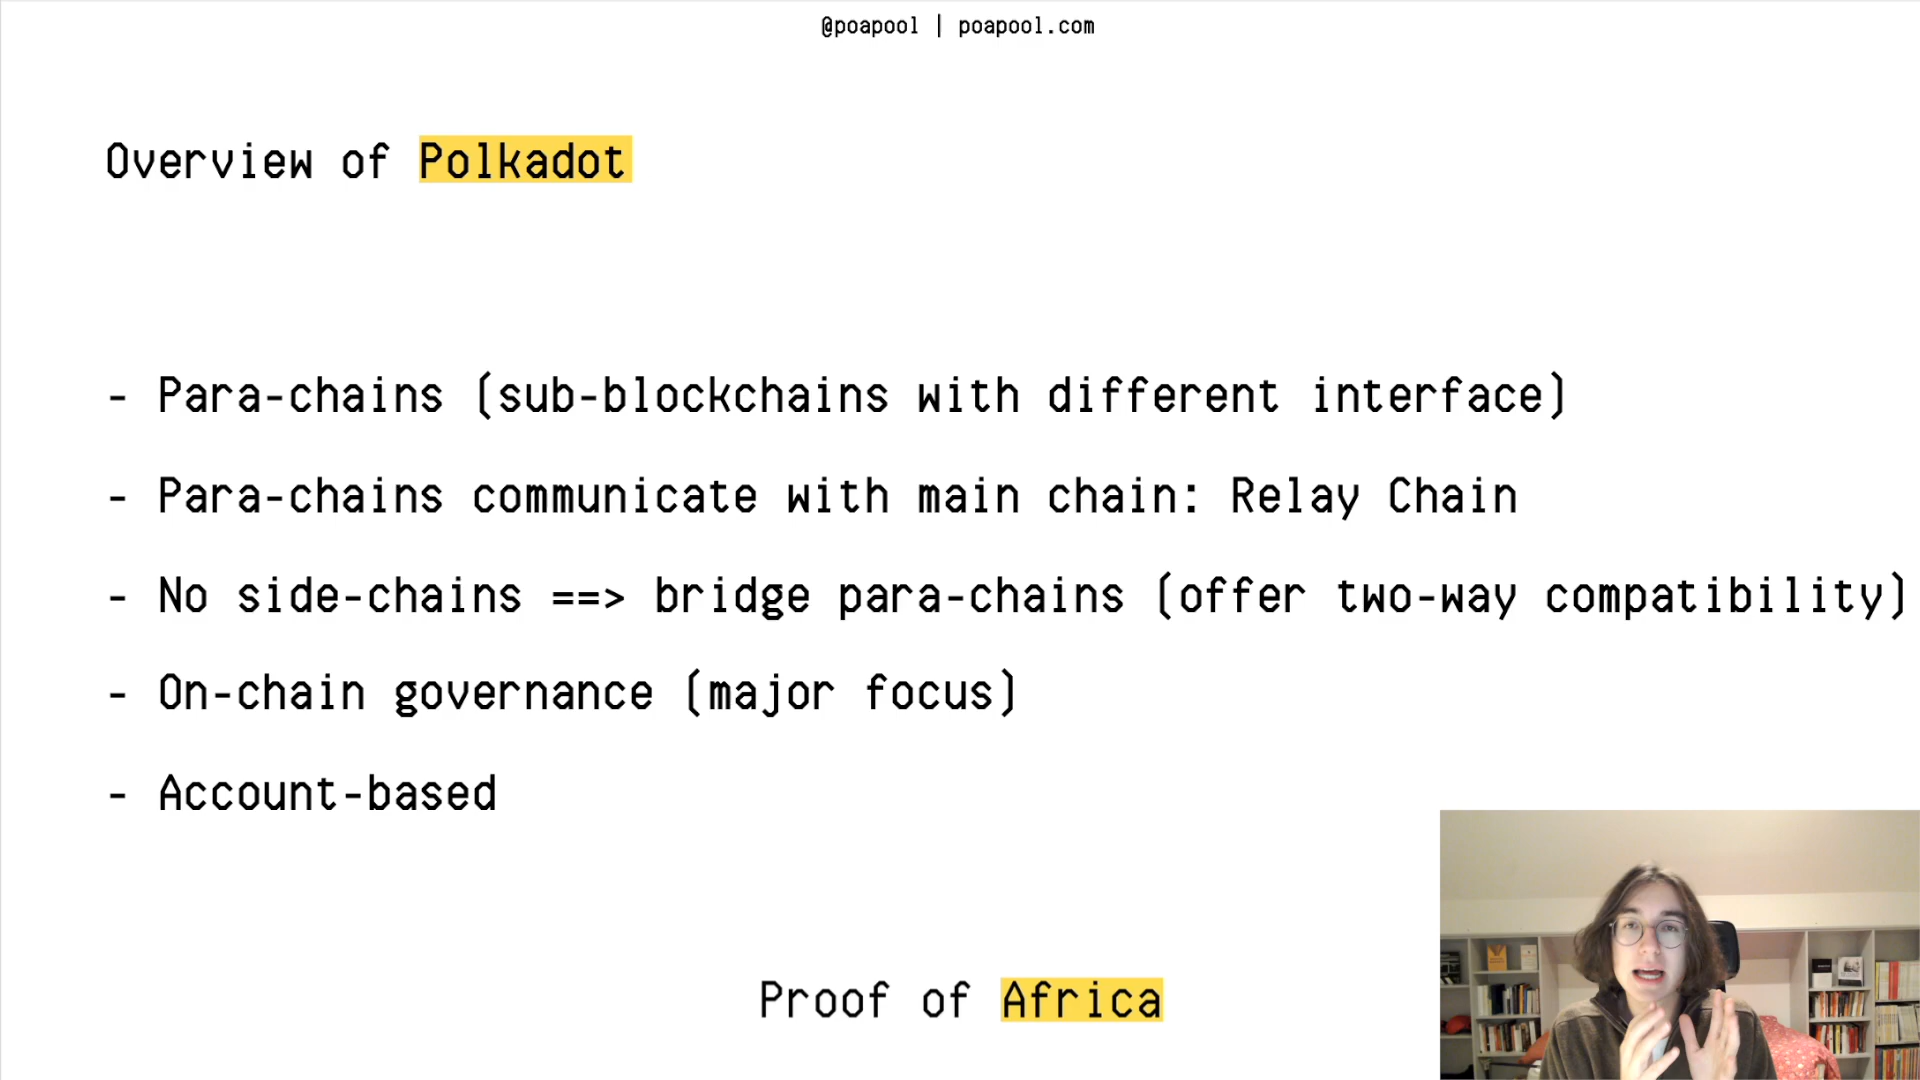 @poapool | poapool.com
Overview of Polkadot
- Para-chains (sub-blockchains with different interface)
- Para-chains communicate with main chain: Relay Chain
- No side-chains ==> bridge para-chains (offer two-way compatibility)
- On-chain governance (major focus)
- Account-based
Proof of Africa